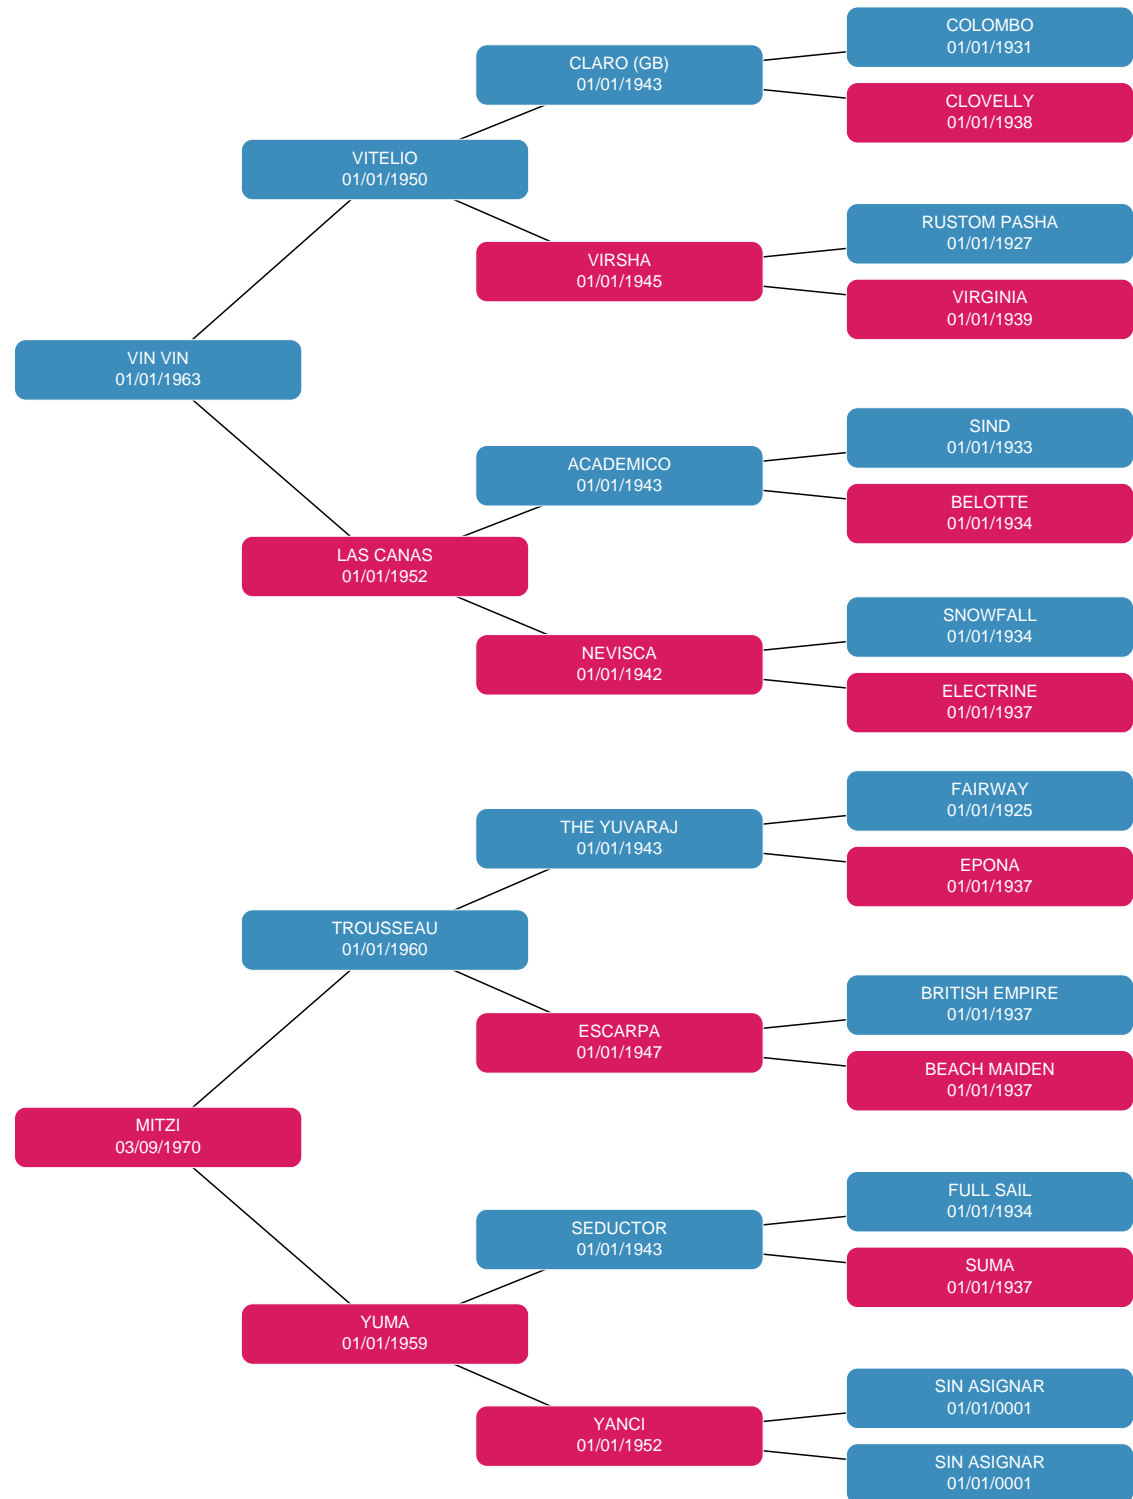 COLOMBO
01/01/1931
CLARO (GB)
01/01/1943
CLOVELLY
01/01/1938
VITELIO
01/01/1950
RUSTOM PASHA
01/01/1927
VIRSHA
01/01/1945
VIRGINIA
01/01/1939
VIN VIN
01/01/1963
SIND
01/01/1933
ACADEMICO
01/01/1943
BELOTTE
01/01/1934
LAS CANAS
01/01/1952
SNOWFALL
01/01/1934
NEVISCA
01/01/1942
ELECTRINE
01/01/1937
FAIRWAY
01/01/1925
THE YUVARAJ
01/01/1943
EPONA
01/01/1937
TROUSSEAU
01/01/1960
BRITISH EMPIRE
01/01/1937
ESCARPA
01/01/1947
BEACH MAIDEN
01/01/1937
MITZI
03/09/1970
FULL SAIL
01/01/1934
SEDUCTOR
01/01/1943
SUMA
01/01/1937
YUMA
01/01/1959
SIN ASIGNAR
01/01/0001
YANCI
01/01/1952
SIN ASIGNAR
01/01/0001